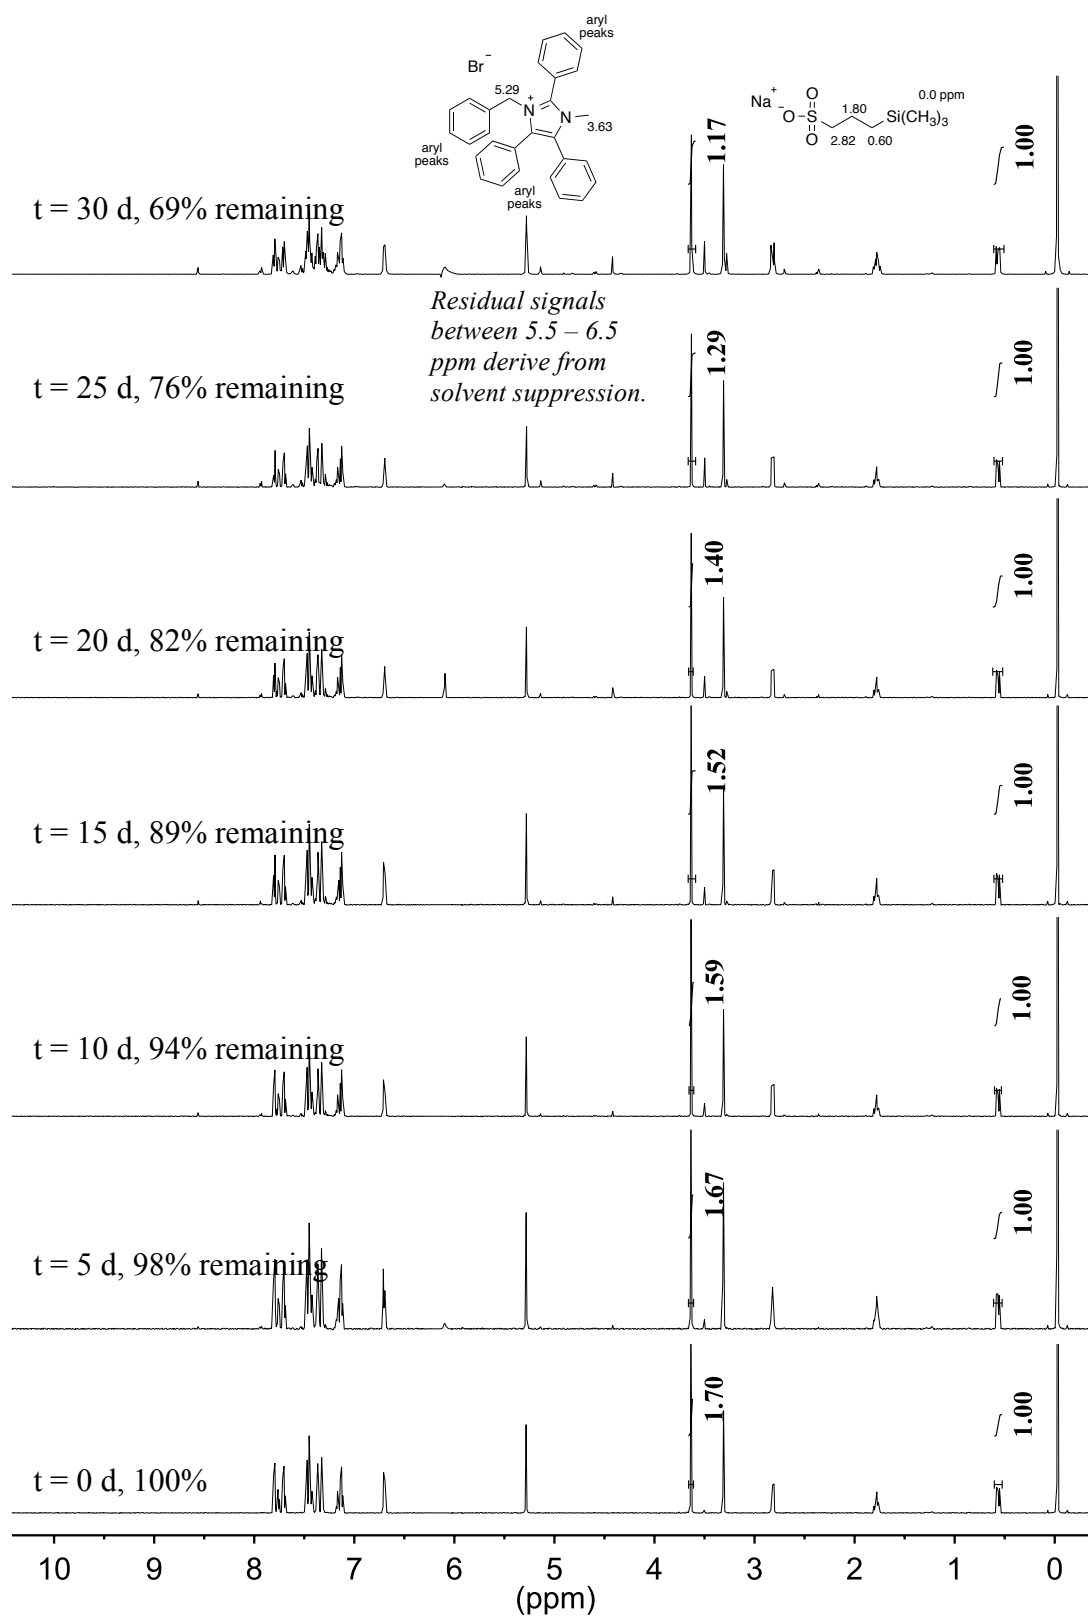 aryl
peaks
Br⁻
5.29
N⁺
N
3.63
aryl
peaks
aryl
peaks
Na⁺
⁻O
O
S
O
1.80
2.82
0.60
0.0 ppm
Si(CH₃)₃
t = 30 d, 69% remaining
1.17
1.00
Residual signals
between 5.5 – 6.5
ppm derive from
solvent suppression.
t = 25 d, 76% remaining
1.29
1.00
t = 20 d, 82% remaining
1.40
1.00
t = 15 d, 89% remaining
1.52
1.00
t = 10 d, 94% remaining
1.59
1.00
t = 5 d, 98% remaining
1.67
1.00
t = 0 d, 100%
1.70
1.00
10 9 8 7 6 5 4 3 2 1 0
(ppm)